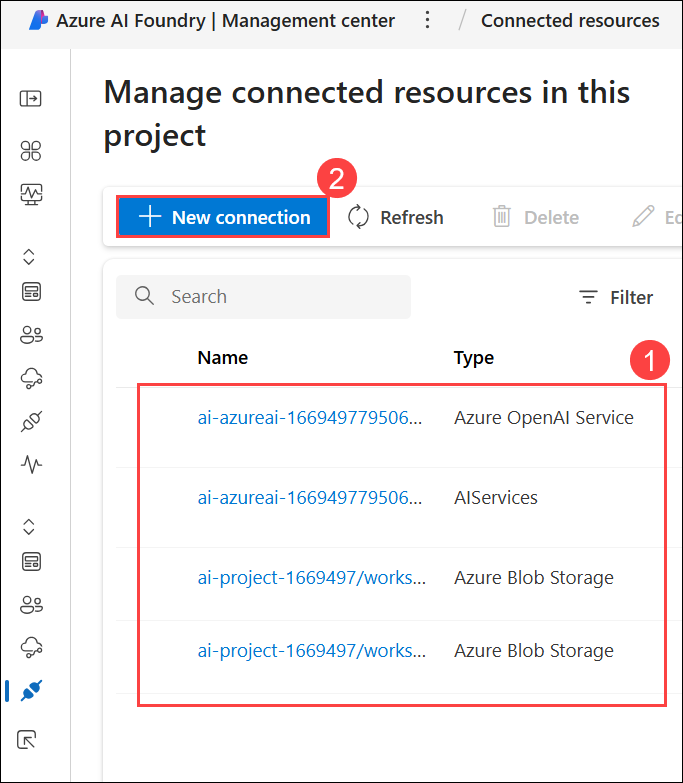 Azure AI Foundry | Management center
Connected resources
Manage connected resources in this
project
2
New connection
Refresh
Delete
Search
Filter
Name
Type
1
ai-azureai-166949779506...
Azure OpenAI Service
ai-azureai-166949779506...
AIServices
ai-project-1669497/works...
Azure Blob Storage
ai-project-1669497/works...
Azure Blob Storage